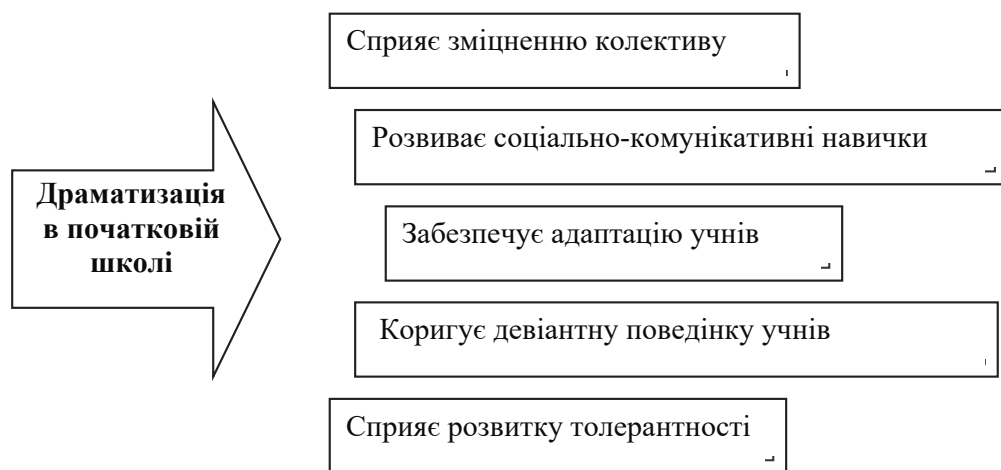 Сприяє зміцненню колективу
Розвиває соціально-комунікативні навички
Драматизація
в початковій
школі
Забезпечує адаптацію учнів
Коригує девіантну поведінку учнів
Сприяє розвитку толерантності